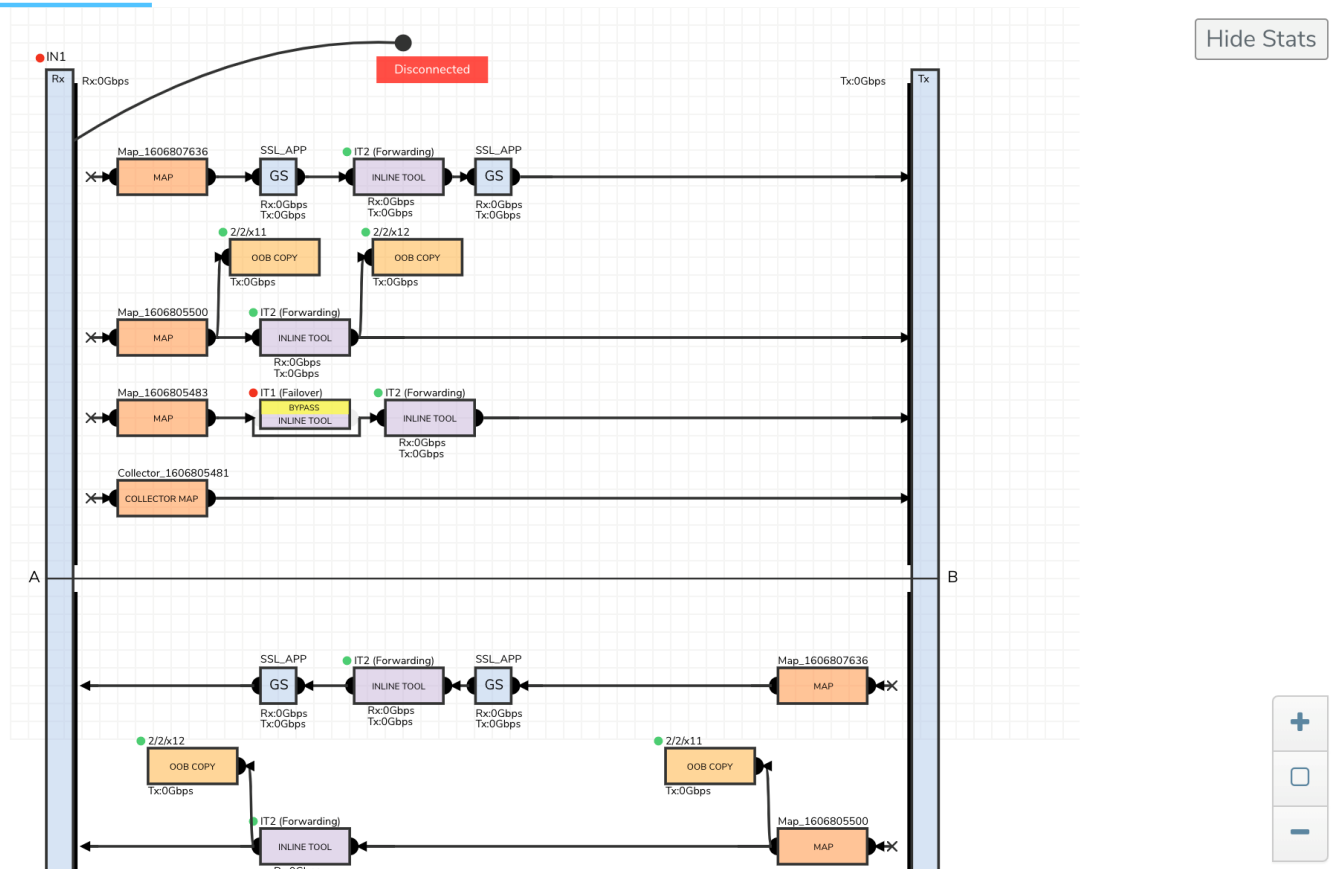 Hide Stats
IN1
Disconnected
Rx
Rx:0Gbps
Tx:0Gbps
Tx
Map_1606807636
SSL_APP
IT2 (Forwarding)
SSL_APP
MAP
GS
INLINE TOOL
GS
Rx:0Gbps
Tx:0Gbps
Rx:0Gbps
Tx:0Gbps
Rx:0Gbps
Tx:0Gbps
2/2/x11
2/2/x12
OOB COPY
OOB COPY
Tx:0Gbps
Tx:0Gbps
Map_1606805500
IT2 (Forwarding)
MAP
INLINE TOOL
Rx:0Gbps
Tx:0Gbps
Map_1606805483
IT1 (Failover)
IT2 (Forwarding)
BYPASS
MAP
INLINE TOOL
INLINE TOOL
Rx:0Gbps
Tx:0Gbps
Collector_1606805481
COLLECTOR MAP
A
B
SSL_APP
IT2 (Forwarding)
SSL_APP
Map_1606807636
GS
INLINE TOOL
GS
MAP
Rx:0Gbps
Tx:0Gbps
Rx:0Gbps
Tx:0Gbps
Rx:0Gbps
Tx:0Gbps
2/2/x12
2/2/x11
OOB COPY
OOB COPY
Tx:0Gbps
Tx:0Gbps
IT2 (Forwarding)
Map_1606805500
INLINE TOOL
MAP